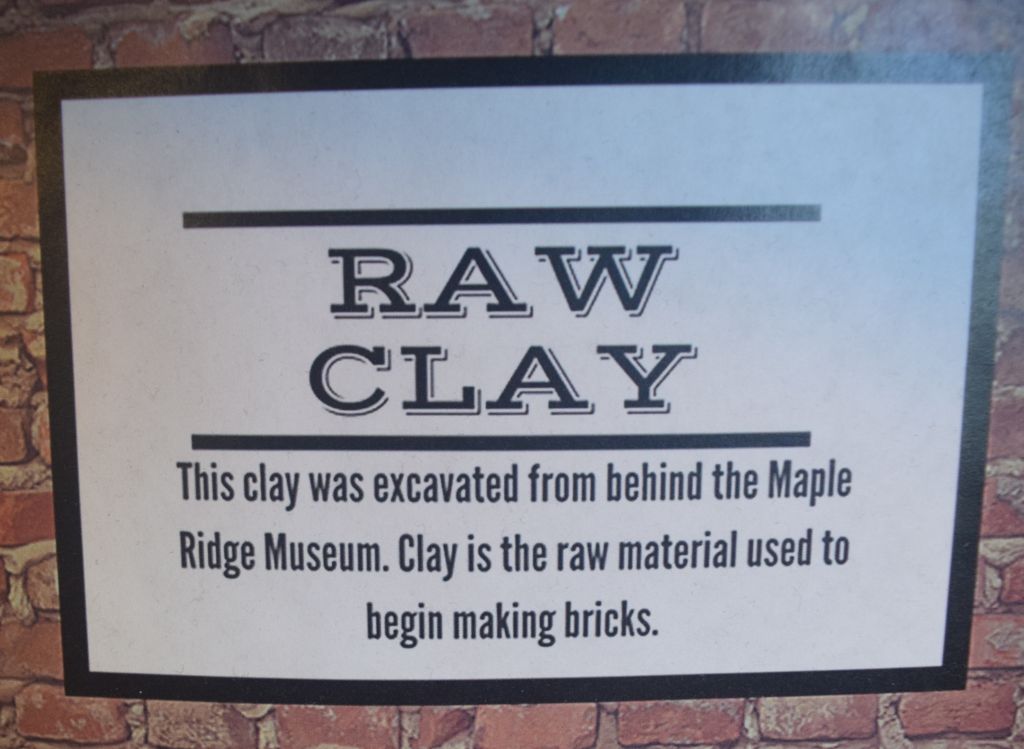 RAW
CLAY
This clay was excavated from behind the Maple
Ridge Museum. Clay is the raw material used to
begin making bricks.